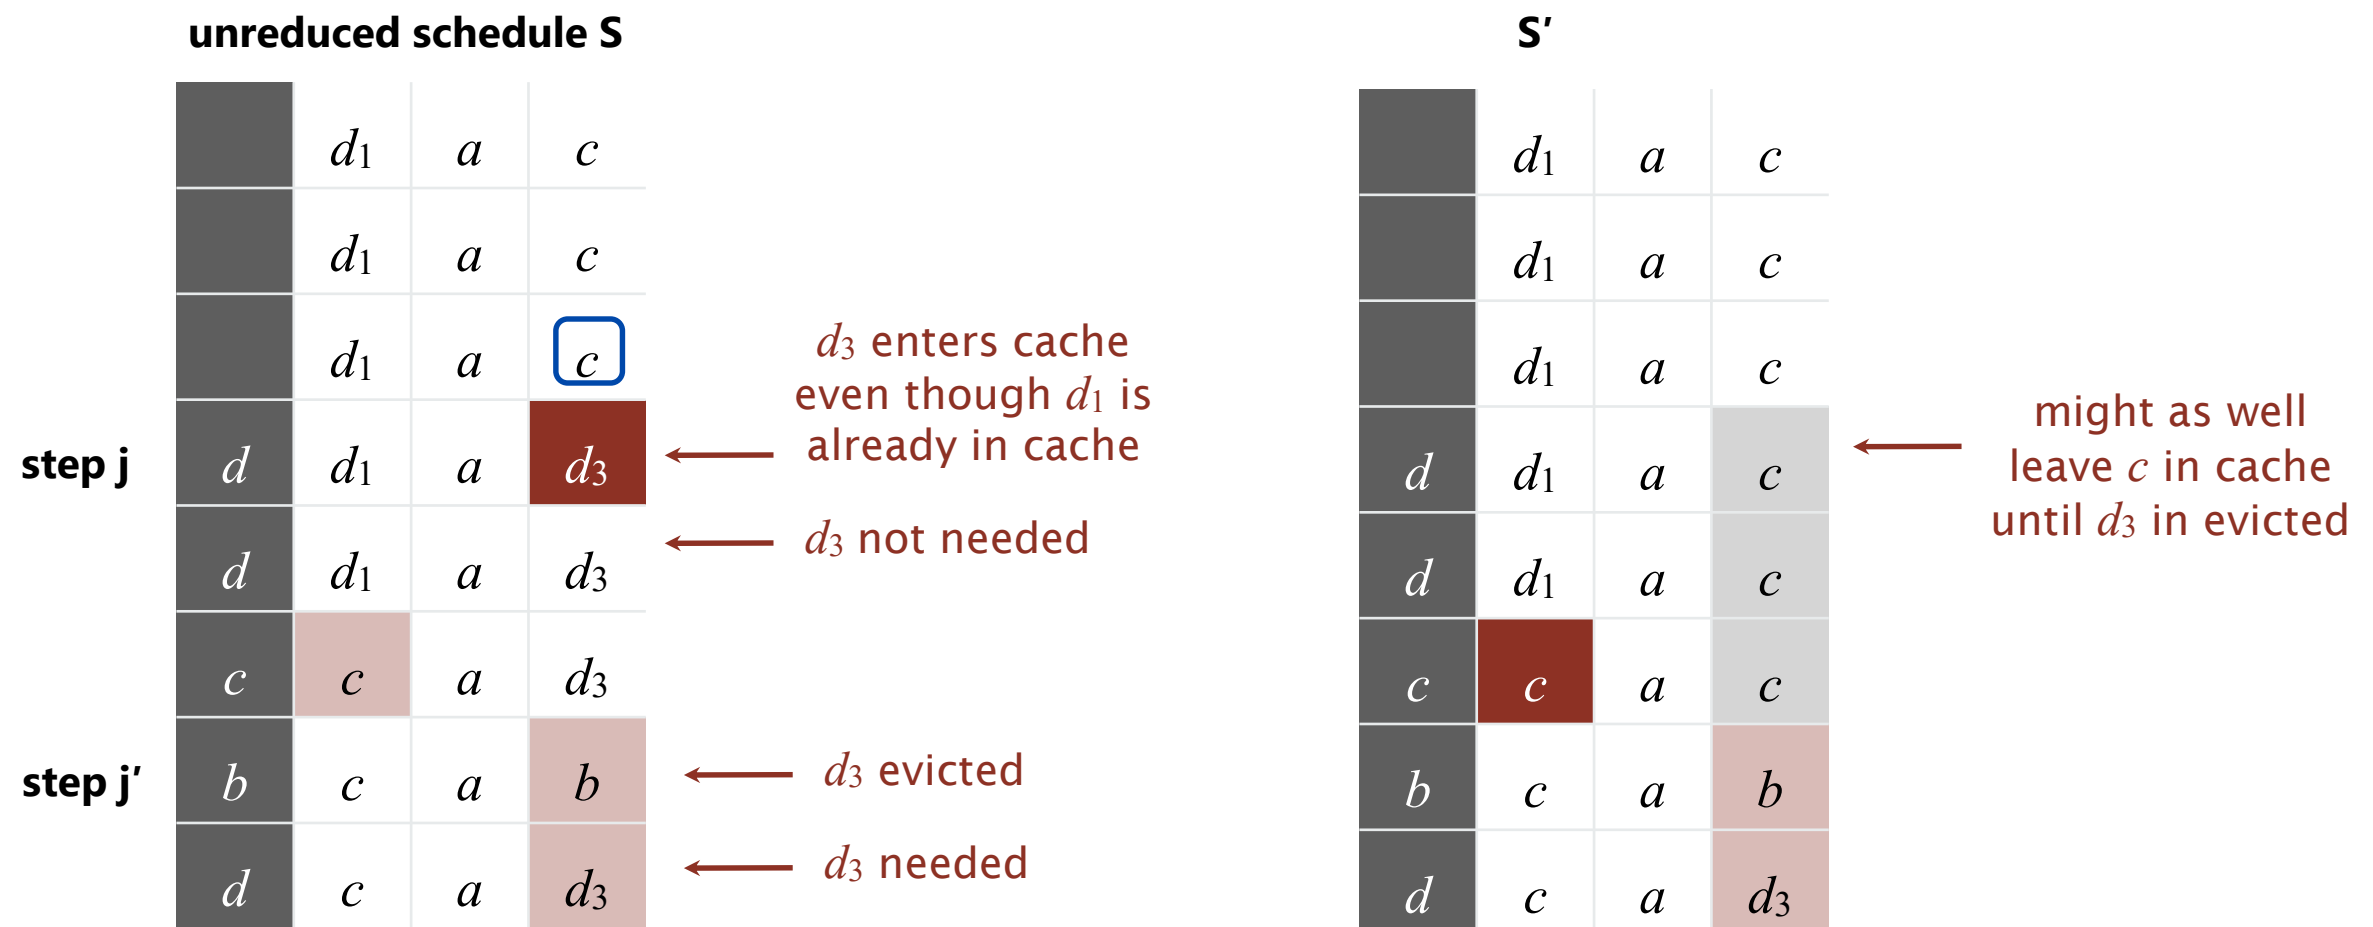 unreduced schedule S
d1 a c
d1 a c
d1 a c
step j d d1 a d3
d d1 a d3
c c a d3
step j′ b c a b
d c a d3
d3 enters cache
even though d1 is
already in cache
d3 not needed
d3 evicted
d3 needed
S′
d1 a c
d1 a c
d1 a c
d d1 a c
d d1 a c
c c a c
b c a b
d c a d3
might as well
leave c in cache
until d3 in evicted